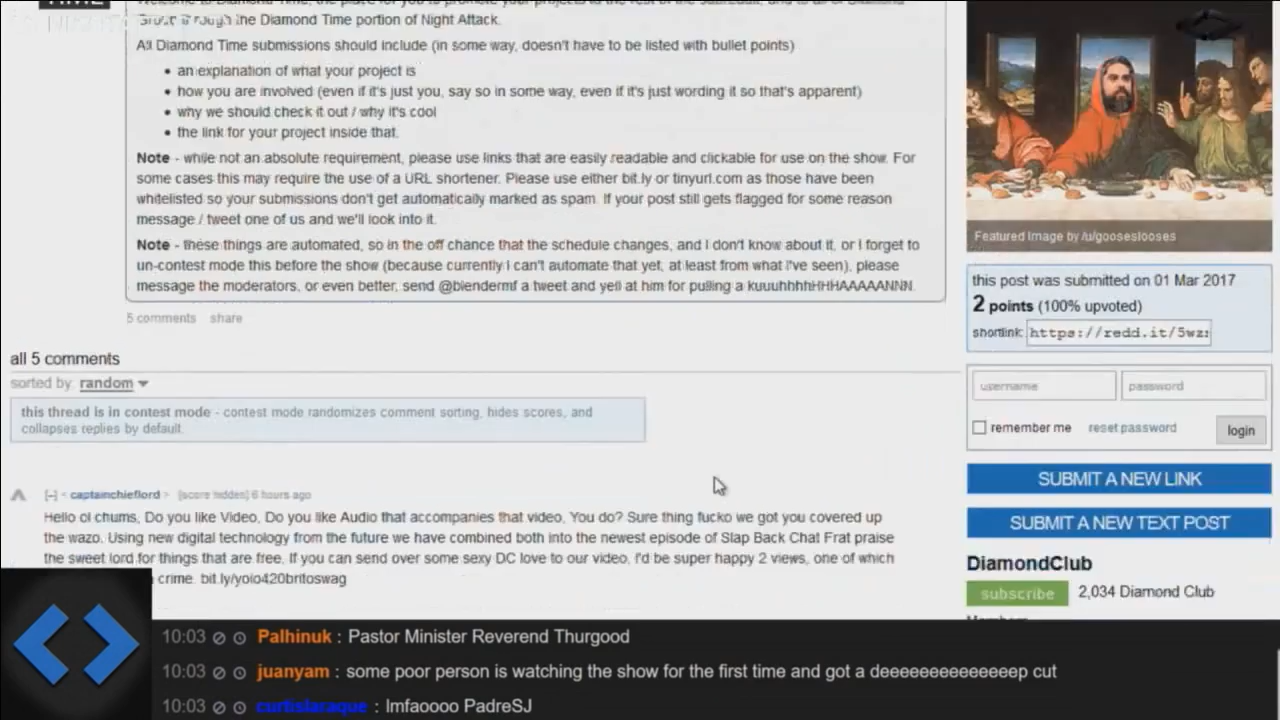 TIME
Group through the Diamond Time portion of Night Attack.
All Diamond Time submissions should include (in some way, doesn't have to be listed with bullet points)
• an explanation of what your project is
• how you are involved (even if it's just you, say so in some way, even if it's just wording it so that's apparent)
• why we should check it out / why it's cool
• the link for your project inside that.
Note - while not an absolute requirement, please use links that are easily readable and clickable for use on the show. For
some cases this may require the use of a URL shortener. Please use either bit.ly or tinyurl.com as those have been
whitelisted so your submissions don't get automatically marked as spam. If your post still gets flagged for some reason
message / tweet one of us and we'll look into it.
Note - these things are automated, so in the off chance that the schedule changes, and I don't know about it, or I forget to
un-contest mode this before the show (because currently I can't automate that yet, at least from what I've seen), please
message the moderators, or even better, send @blendermf a tweet and yell at him for pulling a kuuuhhhhHHHAAAAANNN.
5 comments share
all 5 comments
sorted by: random
this thread is in contest mode - contest mode randomizes comment sorting, hides scores, and
collapses replies by default.
[–] < captainchieflord > [score hidden] 6 hours ago
Hello ol chums, Do you like Video, Do you like Audio that accompanies that video, You do? Sure thing fucko we got you covered up
the wazo. Using new digital technology from the future we have combined both into the newest episode of Slap Back Chat Frat praise
the sweet lord for things that are free. If you can send over some sexy DC love to our video, I'd be super happy 2 views, one of which
crime. bit.ly/yolo420britoswag
Featured Image by /u/gooseslooses
this post was submitted on 01 Mar 2017
2 points (100% upvoted)
shortlink: https://redd.it/5wz
username password
remember me reset password login
SUBMIT A NEW LINK
SUBMIT A NEW TEXT POST
DiamondClub
subscribe 2,034 Diamond Club
10:03 Palhinuk : Pastor Minister Reverend Thurgood
10:03 juanyam : some poor person is watching the show for the first time and got a deeeeeeeeeeeeeep cut
10:03 curtislaraque : lmfaoooo PadreSJ